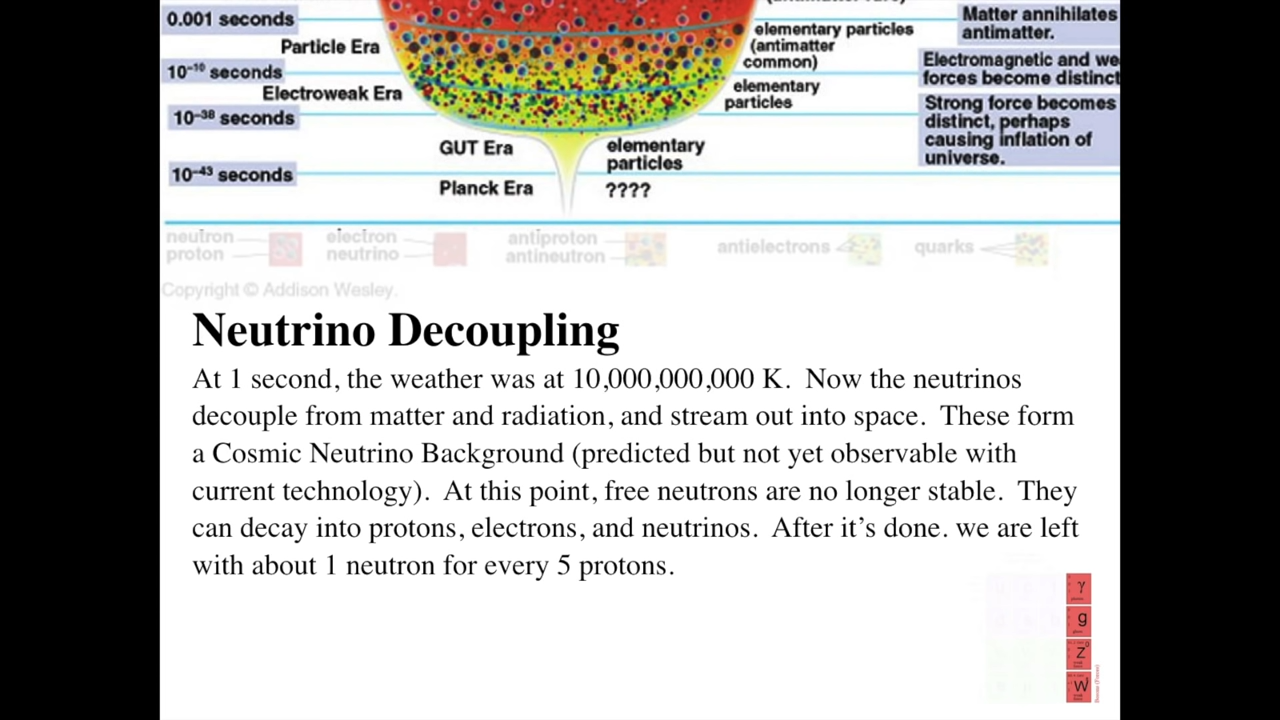 0.001 seconds
Particle Era
10⁻¹⁰ seconds
Electroweak Era
10⁻³⁸ seconds
GUT Era
10⁻⁴³ seconds
Planck Era
elementary particles
(antimatter
common)
elementary
particles
elementary
particles
????
Matter annihilates
antimatter.
Electromagnetic and we
forces become distinct
Strong force becomes
distinct, perhaps
causing inflation of
universe.
neutron
proton
electron
neutrino
antiproton
antineutron
antielectrons
quarks
Copyright © Addison Wesley.
Neutrino Decoupling
At 1 second, the weather was at 10,000,000,000 K.  Now the neutrinos
decouple from matter and radiation, and stream out into space.  These form
a Cosmic Neutrino Background (predicted but not yet observable with
current technology).  At this point, free neutrons are no longer stable.  They
can decay into protons, electrons, and neutrinos.  After it’s done. we are left
with about 1 neutron for every 5 protons.
γ
g
Z⁰
W